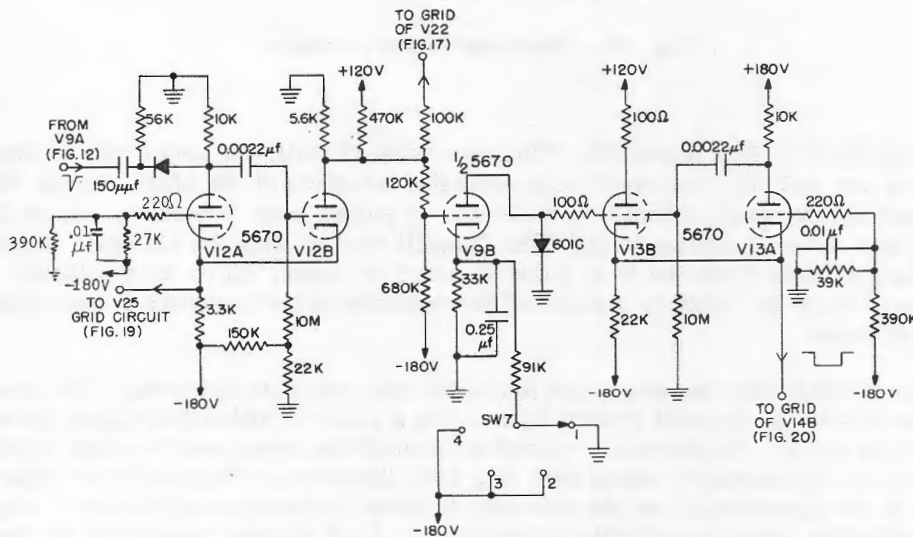 TO GRID
OF V22
(FIG.17)
+120V
+120V
+180V
56K
10K
5.6K
470K
100K
100Ω
10K
FROM
V9A
(FIG.12)
0.0022μf
0.0022μf
150μμf
120K
1/2 5670
220Ω
100Ω
220Ω
390K
.01
μf
27K
5670
V12A
V12B
V9B
601C
V13B
5670
V13A
0.01μf
39K
390K
-180V
TO V25
GRID CIRCUIT
(FIG.19)
3.3K
150K
10M
22K
680K
33K
0.25
μf
91K
22K
10M
-180V
-180V
-180V
-180V
TO GRID
OF V14B
(FIG.20)
SW7
4
1
3
2
-180V